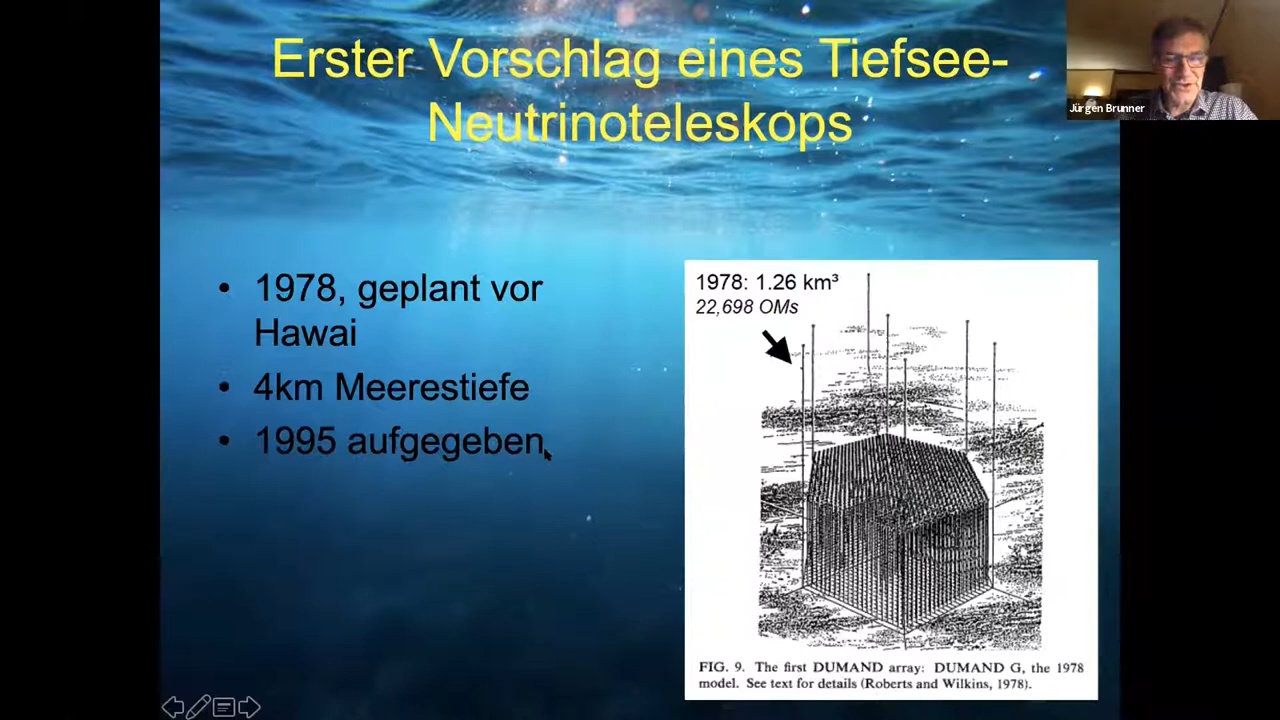 Erster Vorschlag eines Tiefsee-
Neutrinoteleskops
Jürgen Brunner
• 1978, geplant vor
Hawai
• 4km Meerestiefe
• 1995 aufgegeben
1978: 1.26 km³
22,698 OMs
FIG. 9. The first DUMAND array: DUMAND G, the 1978
model. See text for details (Roberts and Wilkins, 1978).